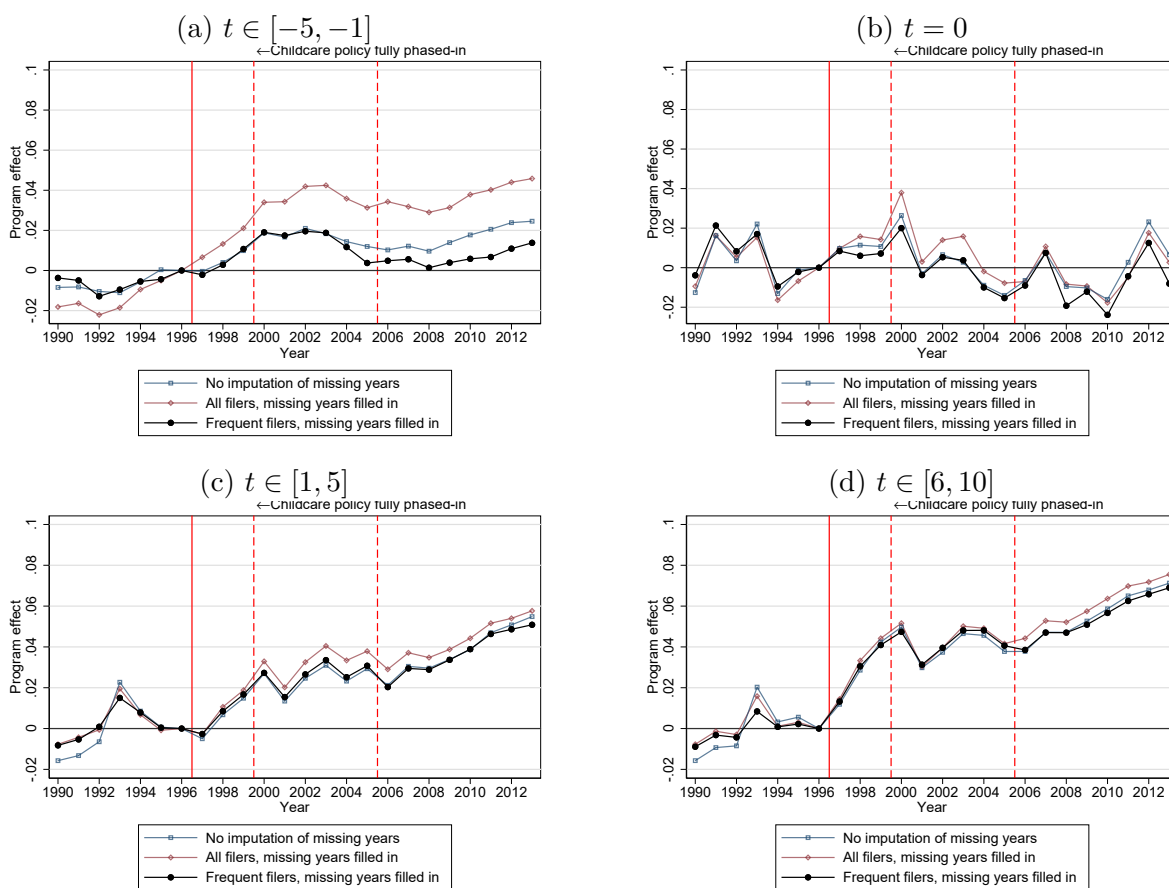 (a) t ∈ [−5, −1]
←Childcare policy fully phased-in
Program effect
-.02 0 .02 .04 .06 .08 .1
1990 1992 1994 1996 1998 2000 2002 2004 2006 2008 2010 2012
Year
No imputation of missing years
All filers, missing years filled in
Frequent filers, missing years filled in
(b) t = 0
←Childcare policy fully phased-in
Program effect
-.02 0 .02 .04 .06 .08 .1
1990 1992 1994 1996 1998 2000 2002 2004 2006 2008 2010 2012
Year
No imputation of missing years
All filers, missing years filled in
Frequent filers, missing years filled in
(c) t ∈ [1, 5]
←Childcare policy fully phased-in
Program effect
-.02 0 .02 .04 .06 .08 .1
1990 1992 1994 1996 1998 2000 2002 2004 2006 2008 2010 2012
Year
No imputation of missing years
All filers, missing years filled in
Frequent filers, missing years filled in
(d) t ∈ [6, 10]
←Childcare policy fully phased-in
Program effect
-.02 0 .02 .04 .06 .08 .1
1990 1992 1994 1996 1998 2000 2002 2004 2006 2008 2010 2012
Year
No imputation of missing years
All filers, missing years filled in
Frequent filers, missing years filled in